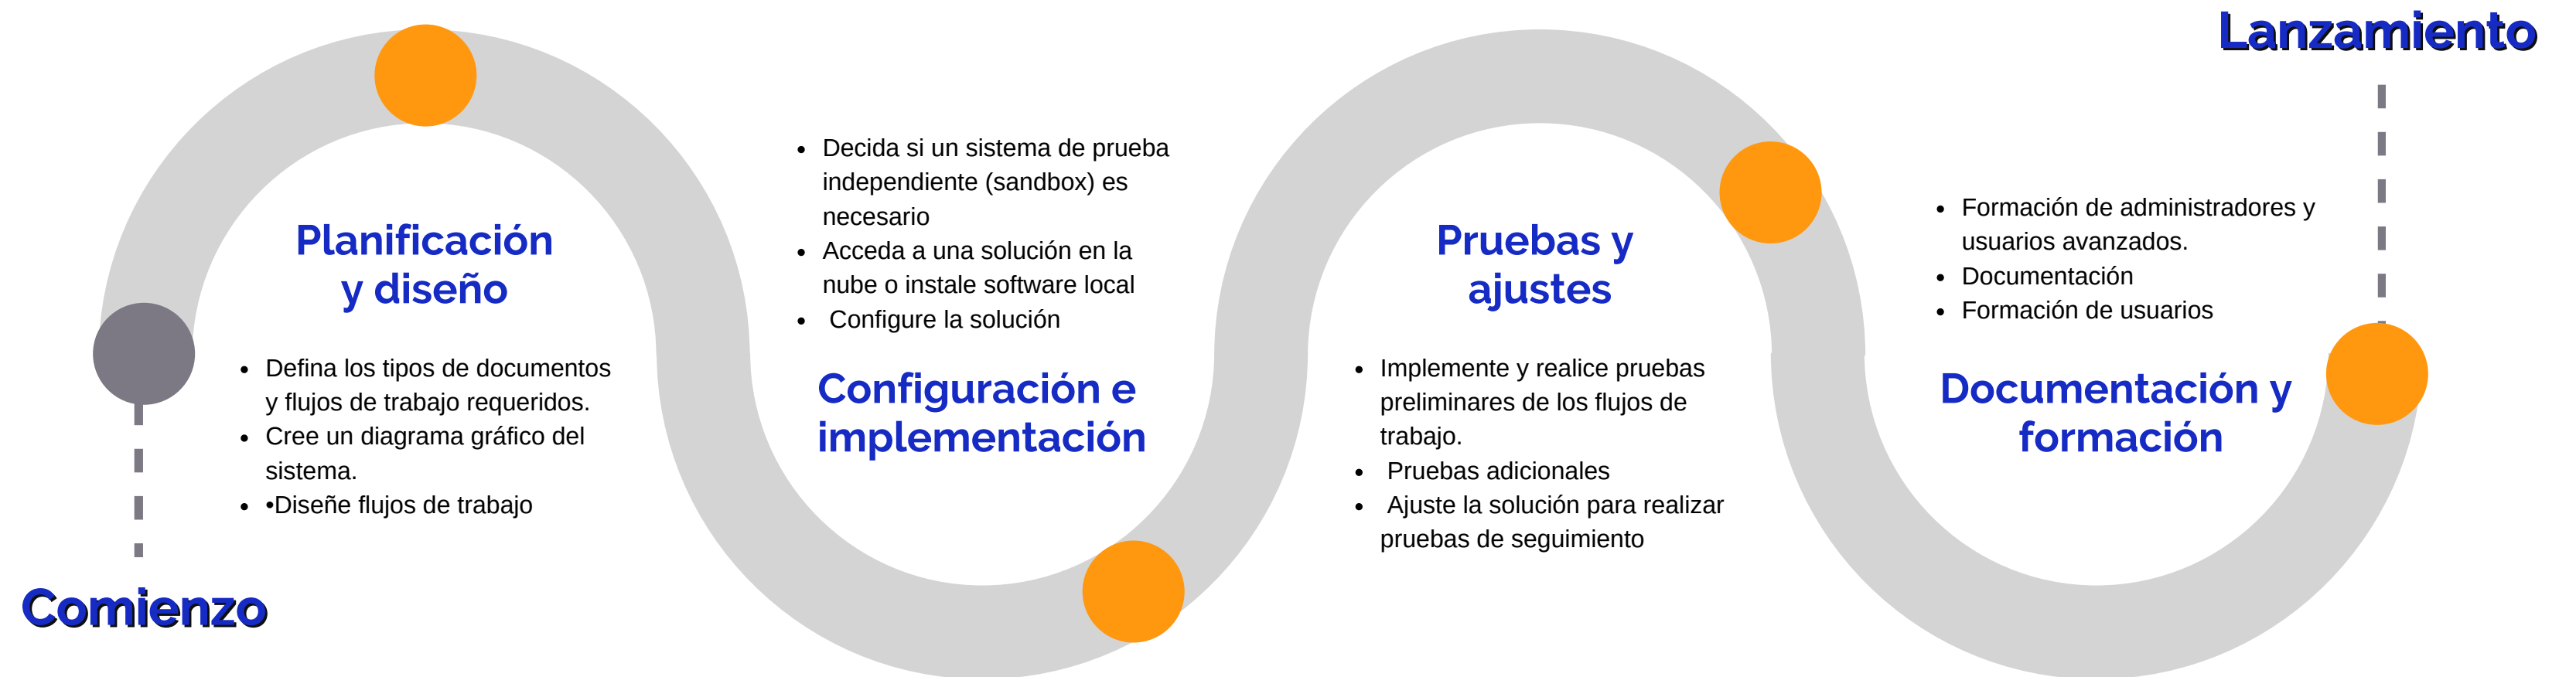 Comienzo
Planificación
y diseño
• Defina los tipos de documentos
y flujos de trabajo requeridos.
• Cree un diagrama gráfico del
sistema.
• •Diseñe flujos de trabajo
• Decida si un sistema de prueba
independiente (sandbox) es
necesario
• Acceda a una solución en la
nube o instale software local
• Configure la solución
Configuración e
implementación
Pruebas y
ajustes
• Implemente y realice pruebas
preliminares de los flujos de
trabajo.
• Pruebas adicionales
• Ajuste la solución para realizar
pruebas de seguimiento
• Formación de administradores y
usuarios avanzados.
• Documentación
• Formación de usuarios
Documentación y
formación
Lanzamiento